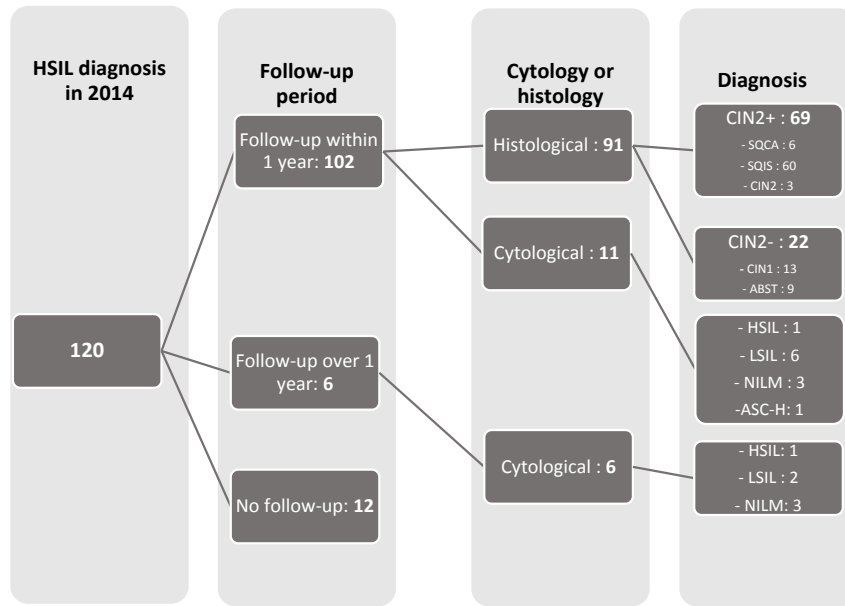 HSIL diagnosis
in 2014
120
Follow-up
period
Follow-up within
1 year: 102
Follow-up over 1
year: 6
No follow-up: 12
Cytology or
histology
Histological : 91
Cytological : 11
Cytological : 6
Diagnosis
CIN2+ : 69
- SQCA : 6
- SQIS : 60
- CIN2 : 3
CIN2- : 22
- CIN1 : 13
- ABST : 9
- HSIL : 1
- LSIL : 6
- NILM : 3
-ASC-H: 1
- HSIL: 1
- LSIL : 2
- NILM: 3